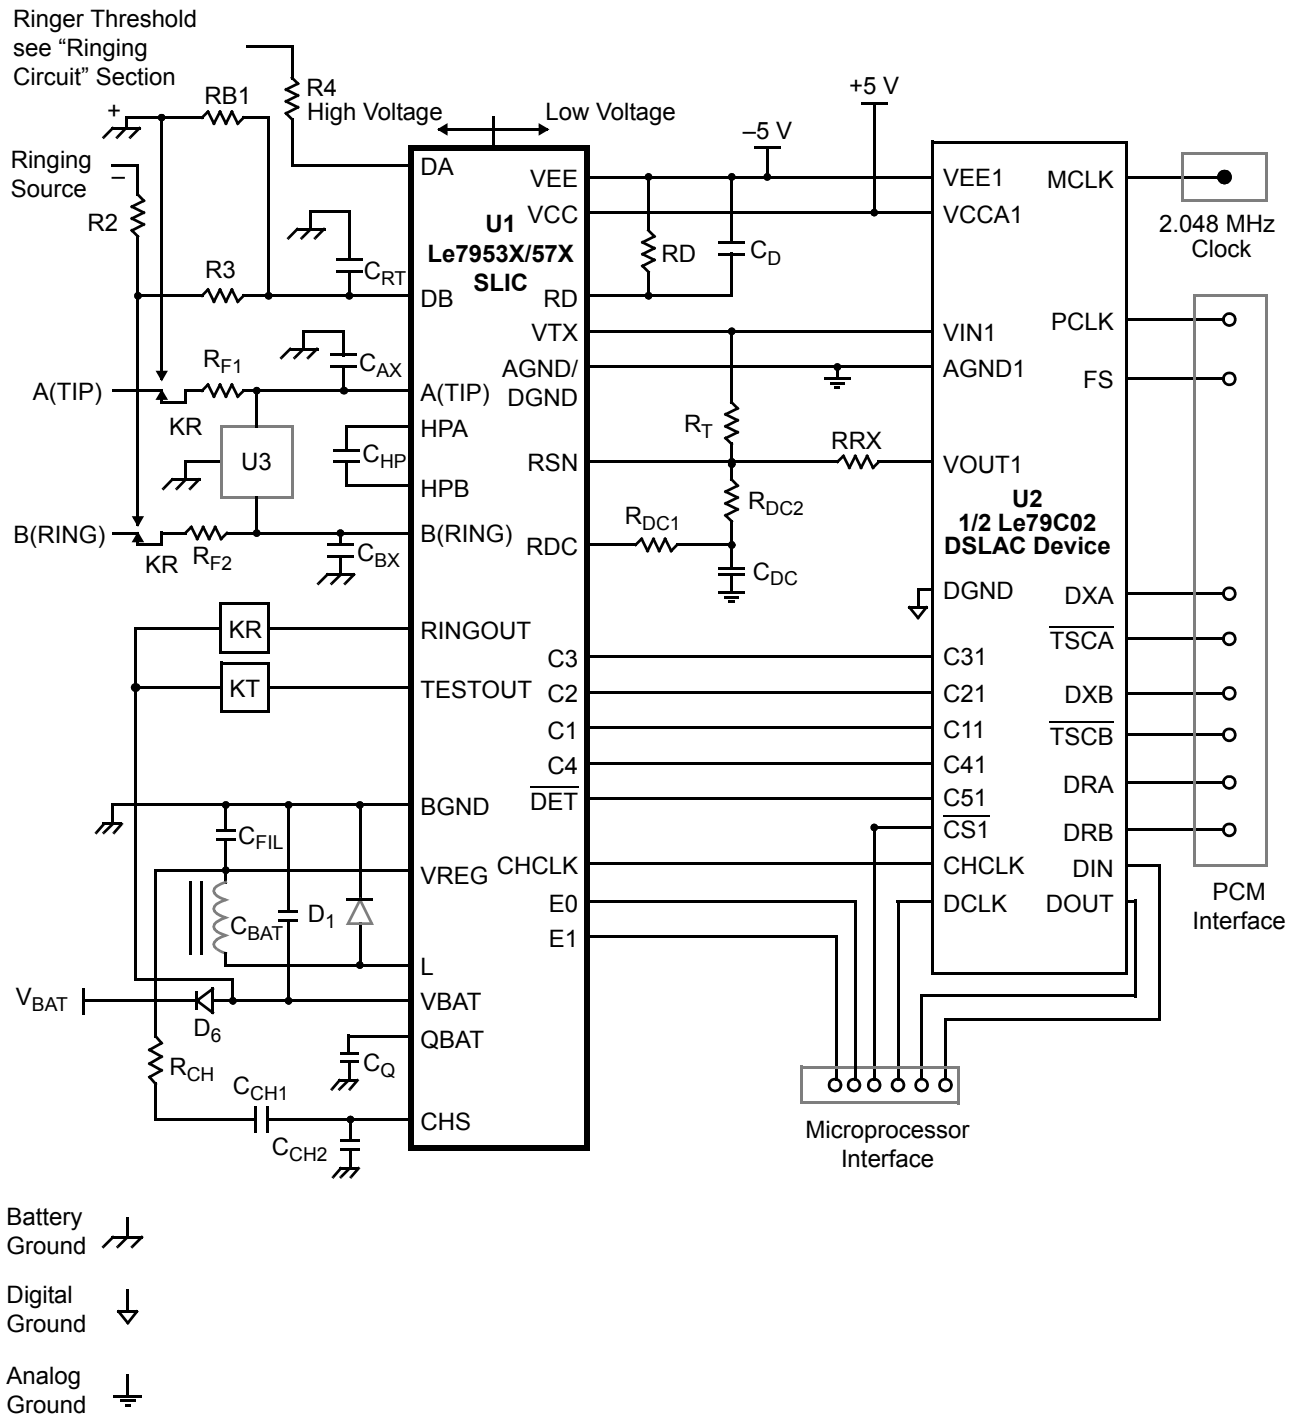 Ringer Threshold
see “Ringing
Circuit” Section
R4
High Voltage
Low Voltage
+5 V
–5 V
RB1
+
Ringing
Source
–
R2
R3
CRT
DA
DB
VEE
VCC
U1
Le7953X/57X
SLIC
RD
RD
CD
VEE1
VCCA1
MCLK
2.048 MHz
Clock
VTX
VIN1
AGND/
DGND
AGND1
PCLK
FS
A(TIP)
RF1
KR
CAX
A(TIP)
HPA
CHP
HPB
U3
RT
RSN
RRX
VOUT1
U2
1/2 Le79C02
DSLAC Device
B(RING)
KR
RF2
CBX
B(RING)
RDC
RDC1
RDC2
CDC
DGND
DXA
TSCA
DXB
TSCB
DRA
DRB
KR
RINGOUT
KT
TESTOUT
C3
C2
C1
C4
DET
C31
C21
C11
C41
C51
CS1
BGND
CFIL
VREG
CHCLK
CHCLK
DIN
E0
DCLK
DOUT
E1
PCM
Interface
CBAT
D1
L
VBAT
D6
VBAT
QBAT
CQ
RCH
CCH1
CCH2
CHS
Microprocessor
Interface
Battery
Ground
Digital
Ground
Analog
Ground